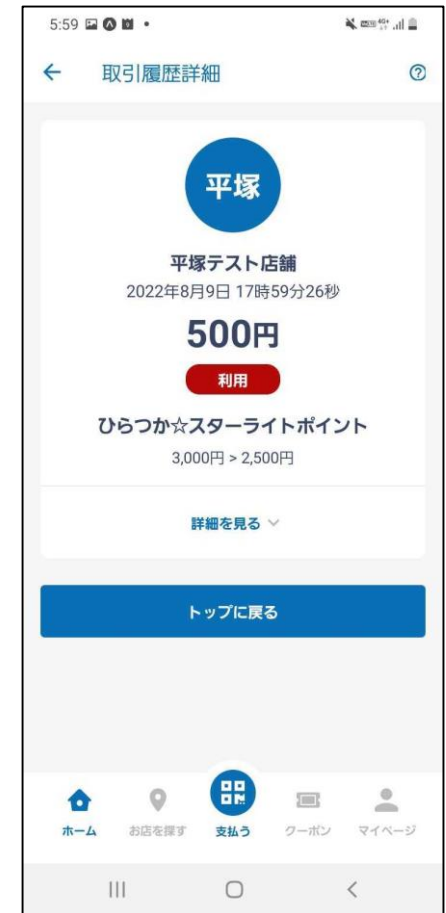 5:59
取引履歴詳細
平塚
平塚テスト店舗
2022年8月9日 17時59分26秒
500円
利用
ひらつか☆スターライトポイント
3,000円 > 2,500円
詳細を見る
トップに戻る
ホーム お店を探す 支払う クーポン マイページ